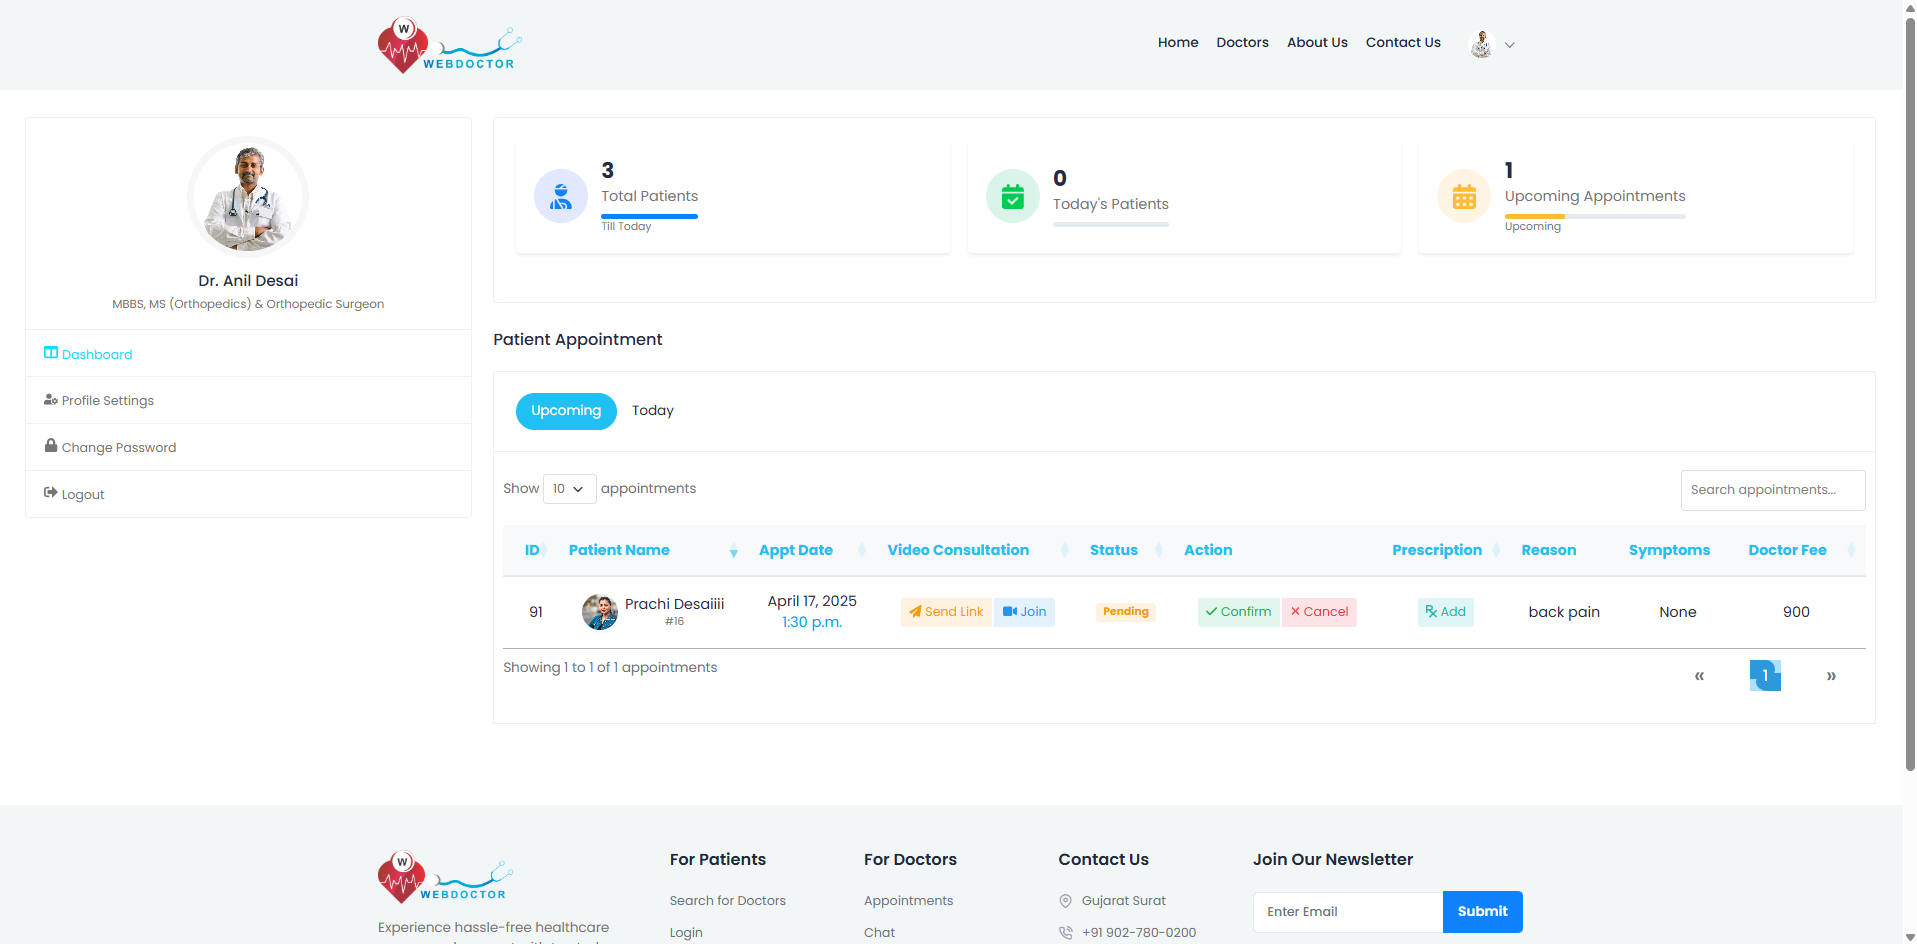 W
WEBDOCTOR
Home Doctors About Us Contact Us
Dr. Anil Desai
MBBS, MS (Orthopedics) & Orthopedic Surgeon
Dashboard
Profile Settings
Change Password
Logout
3
Total Patients
Till Today
0
Today's Patients
1
Upcoming Appointments
Upcoming
Patient Appointment
Upcoming Today
Show 10 appointments
Search appointments...
ID Patient Name Appt Date Video Consultation Status Action Prescription Reason Symptoms Doctor Fee
91 Prachi Desaiiii #16 April 17, 2025 1:30 p.m. Send Link Join Pending Confirm Cancel Add back pain None 900
Showing 1 to 1 of 1 appointments
« 1 »
W
WEBDOCTOR
Experience hassle-free healthcare
For Patients
Search for Doctors
Login
For Doctors
Appointments
Chat
Contact Us
Gujarat Surat
+91 902-780-0200
Join Our Newsletter
Enter Email Submit